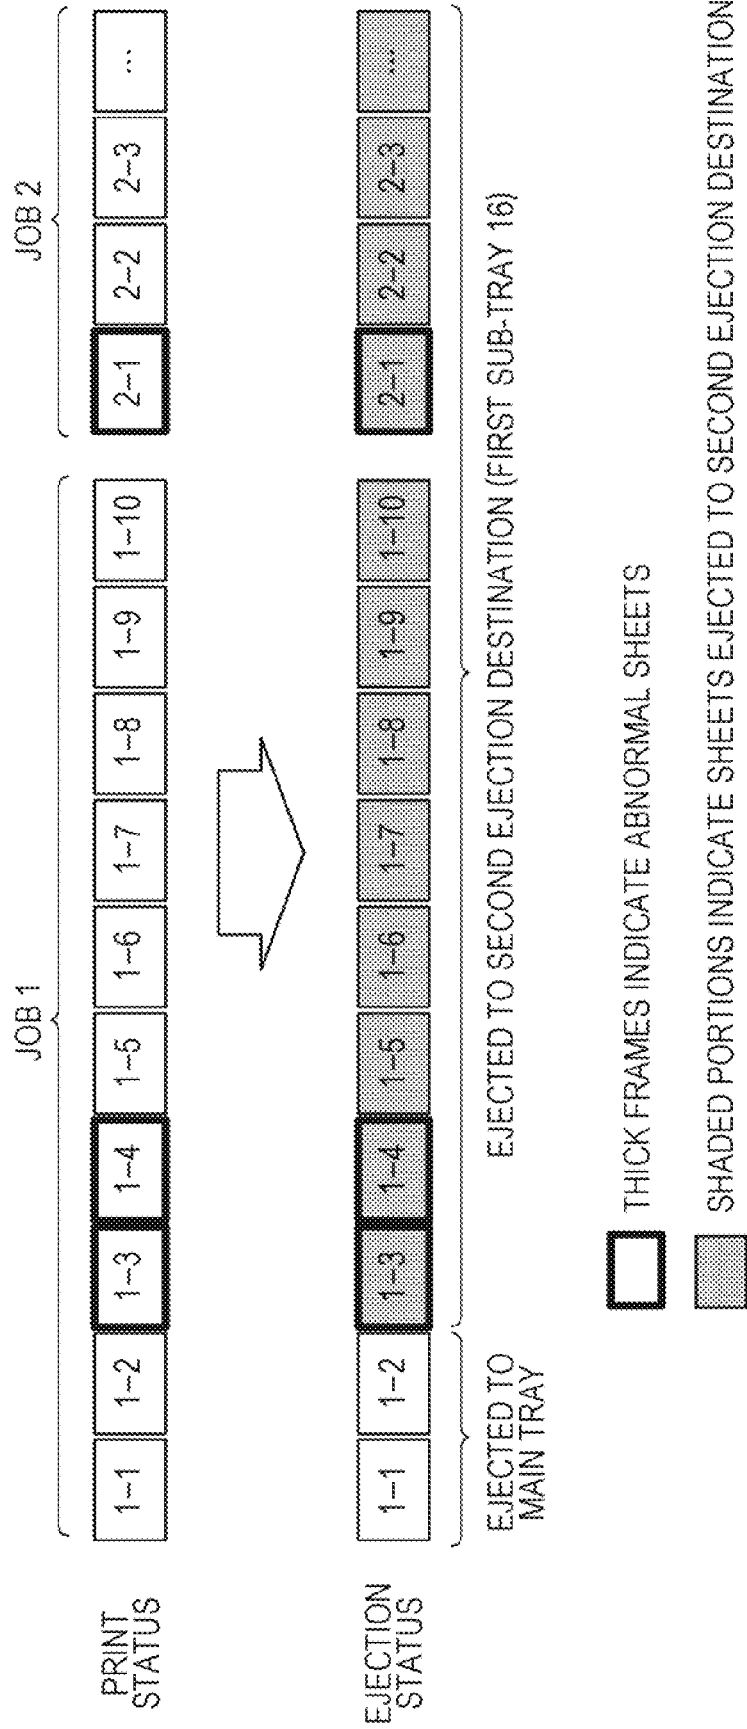 JOB 1
JOB 2
PRINT
STATUS
1–1
1–2
1–3
1–4
1–5
1–6
1–7
1–8
1–9
1–10
2–1
2–2
2–3
...
EJECTION
STATUS
1–1
1–2
1–3
1–4
1–5
1–6
1–7
1–8
1–9
1–10
2–1
2–2
2–3
...
EJECTED TO
MAIN TRAY
EJECTED TO SECOND EJECTION DESTINATION (FIRST SUB-TRAY 16)
THICK FRAMES INDICATE ABNORMAL SHEETS
SHADED PORTIONS INDICATE SHEETS EJECTED TO SECOND EJECTION DESTINATION